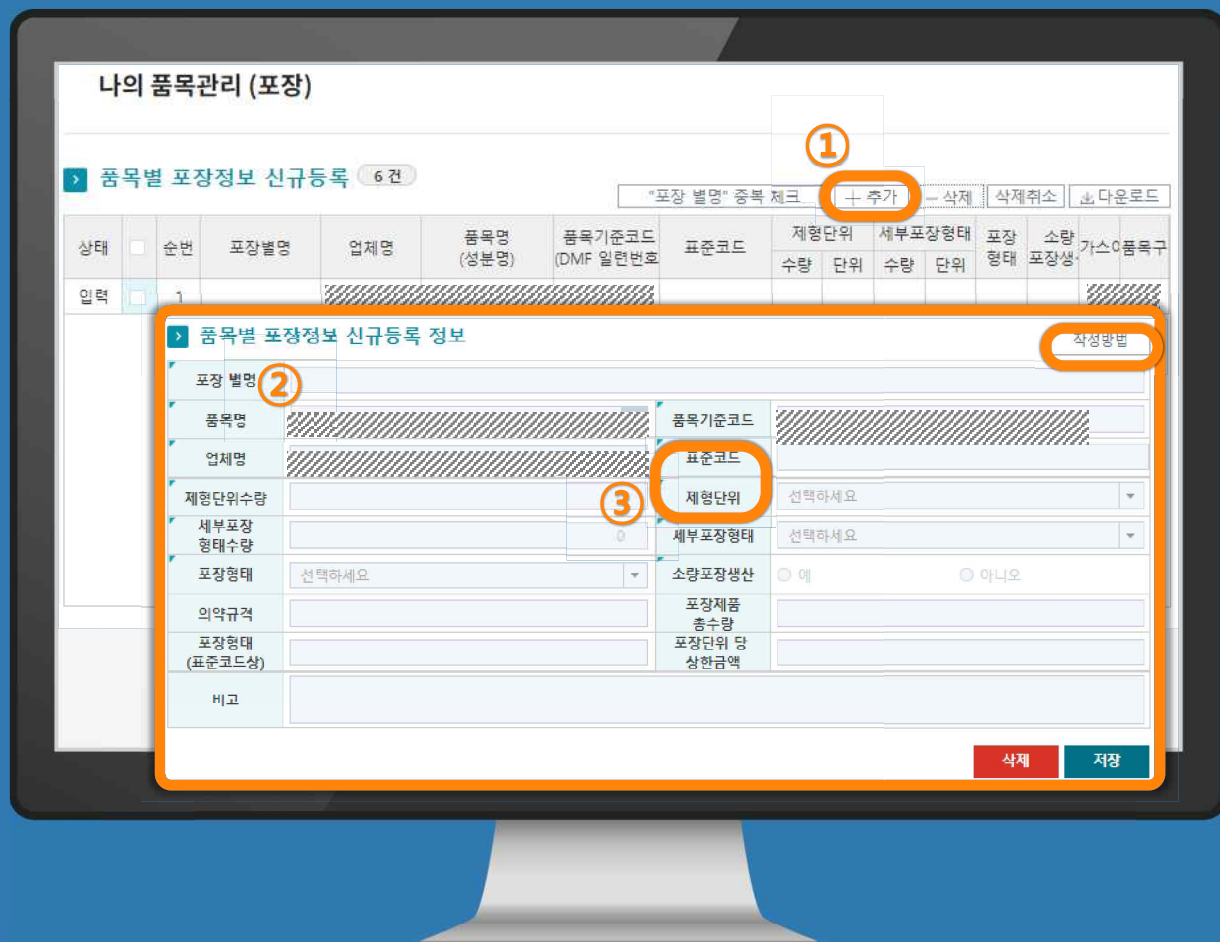 나의 품목관리 (포장)
①
품목별 포장정보 신규등록 6 건
"포장 별명" 중복 체크 추가 삭제 삭제취소 다운로드
상태 순번 포장별명 업체명 품목명 (성분명) 품목기준코드 (DMF 일련번호 표준코드 제형단위 세부포장형태 포장 형태 소량 포장생 가스 품목구
수량 단위 수량 단위
입력 1
품목별 포장정보 신규등록 정보 작성방법
포장 별명 ②
품목명 품목기준코드
업체명 표준코드
제형단위수량 ③ 제형단위 선택하세요
세부포장 형태수량 0 세부포장형태 선택하세요
포장형태 선택하세요 소량포장생산 예 아니오
의약규격 포장제품 총수량
포장형태 (표준코드상) 포장단위 당 상한금액
비고
삭제 저장